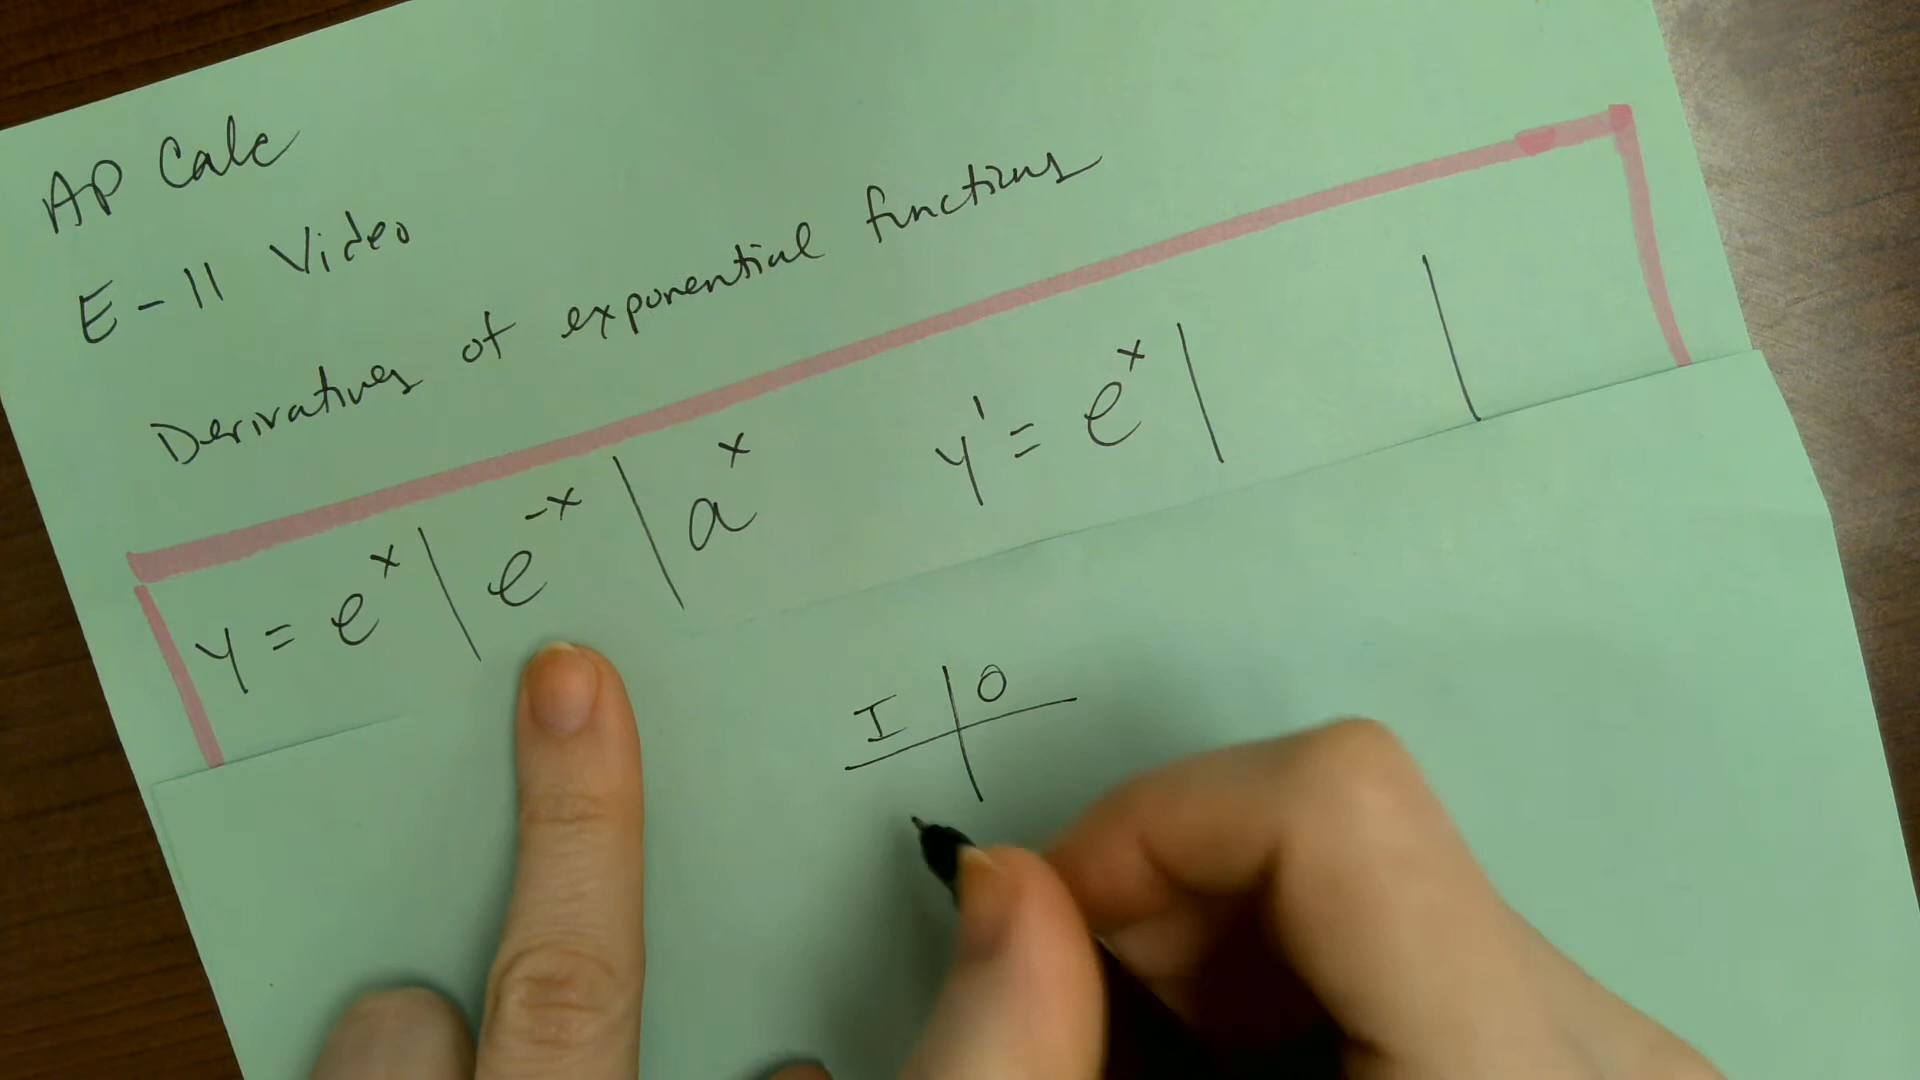 AP Calc
E-11 Video
Derivatives of exponential functions
y = e^x | e^-x | a^x y' = e^x | |
I | O